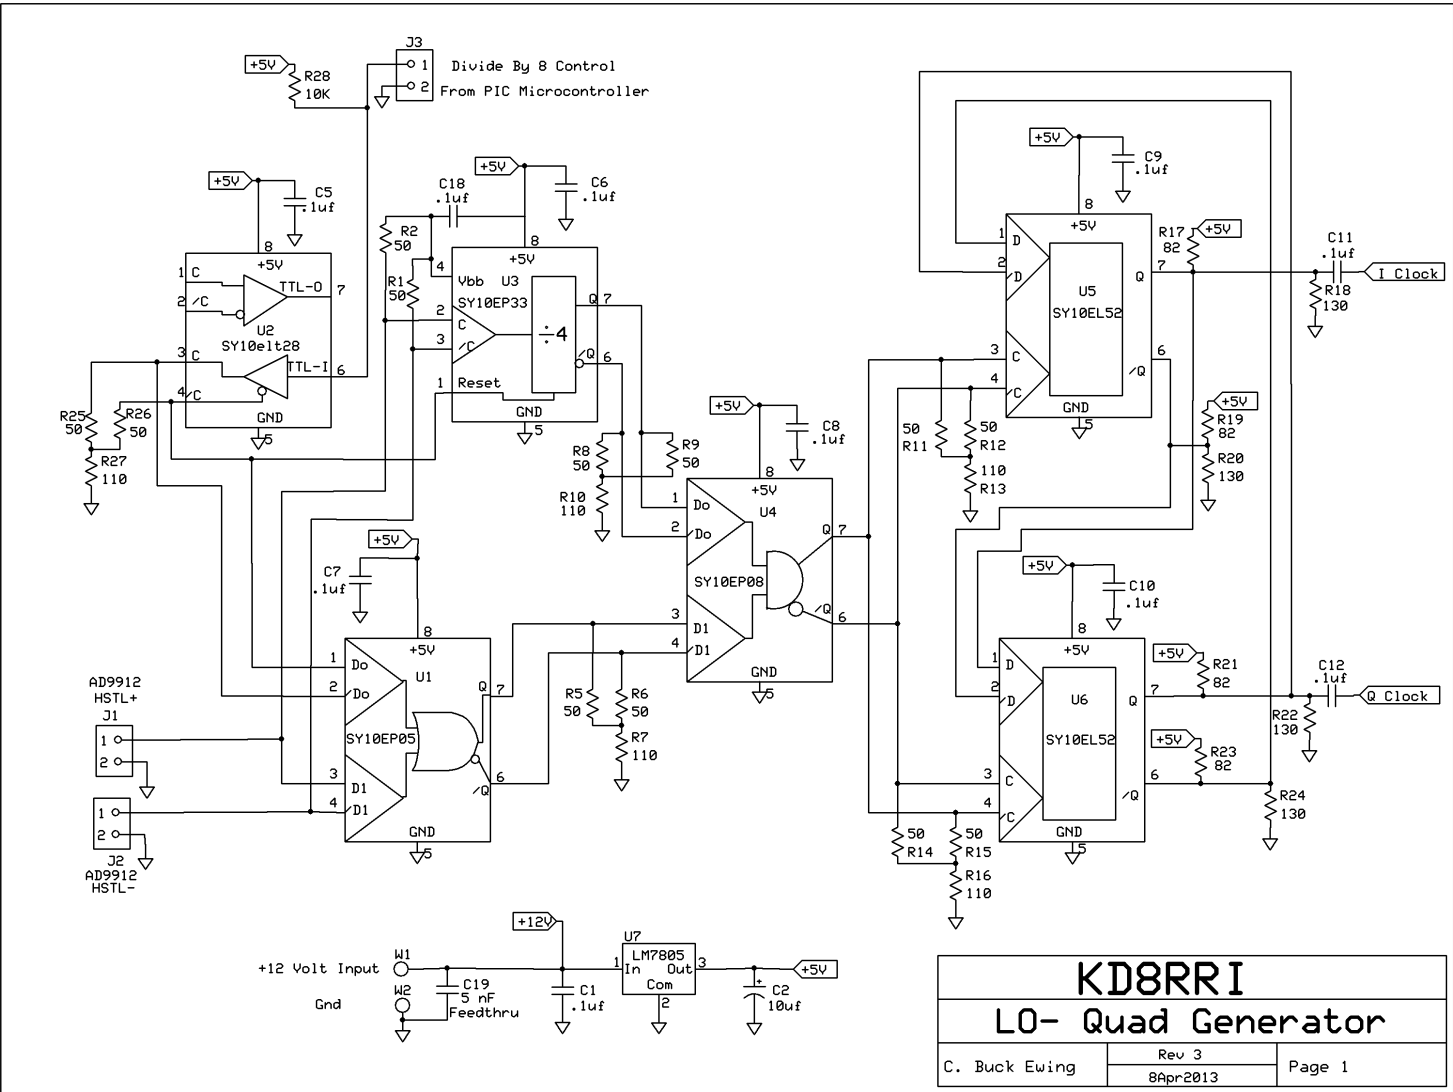 J3
+5V
R28
10K
1
2
Divide By 8 Control
From PIC Microcontroller
+5V
C5
.1uf
8
+5V
1
C
2
/C
TTL-O
7
U2
SY10elt28
3
C
TTL-I
6
4
/C
GND
5
R25
50
R26
50
R27
110
+5V
C18
.1uf
C6
.1uf
R2
50
R1
50
8
+5V
4
Vbb
U3
SY10EP33
2
C
3
/C
÷4
Q
7
/Q
6
1
Reset
GND
5
R8
50
R9
50
R10
110
+5V
C8
.1uf
8
+5V
U4
1
Do
2
/Do
SY10EP08
Q
7
/Q
6
3
D1
4
/D1
GND
5
+5V
C7
.1uf
8
+5V
1
Do
U1
2
/Do
Q
7
SY10EP05
3
D1
4
/D1
6
/Q
GND
5
AD9912
HSTL+
J1
1
2
1
2
J2
AD9912
HSTL-
R5
50
R6
50
R7
110
+5V
C9
.1uf
8
+5V
1
D
2
/D
U5
SY10EL52
Q
7
3
C
4
/C
6
/Q
GND
5
R17
82
+5V
C11
.1uf
I Clock
R18
130
+5V
R19
82
R20
130
50
R11
50
R12
110
R13
+5V
C10
.1uf
8
+5V
1
D
2
/D
U6
SY10EL52
Q
7
3
C
4
/C
6
/Q
GND
5
+5V
R21
82
C12
.1uf
Q Clock
R22
130
+5V
R23
82
R24
130
50
R14
50
R15
R16
110
+12V
+12 Volt Input
W1
W2
Gnd
C19
5 nF
Feedthru
C1
.1uf
U7
LM7805
1
In
Out
3
Com
2
+
C2
10uf
+5V
KD8RRI
LO- Quad Generator
C. Buck Ewing
Rev 3
8Apr2013
Page 1